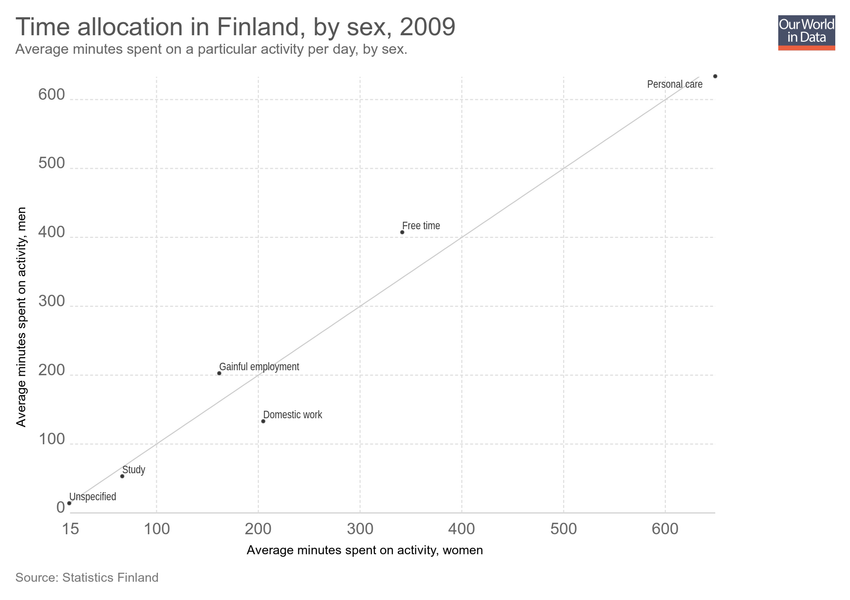 Time allocation in Finland, by sex, 2009
Average minutes spent on a particular activity per day, by sex.
Our World
in Data
Personal care
600
500
Free time
400
300
Gainful employment
200
Domestic work
100
Study
Unspecified
0
15 100 200 300 400 500 600
Average minutes spent on activity, men
Average minutes spent on activity, women
Source: Statistics Finland